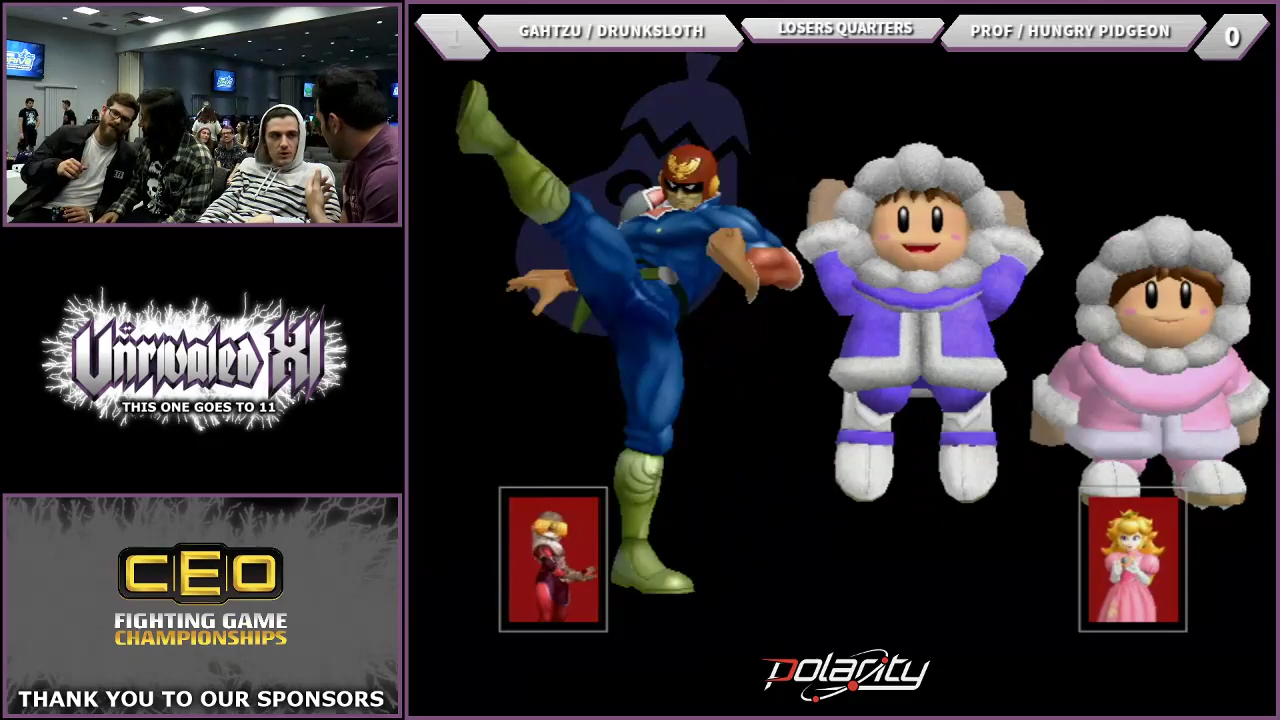 1
GAHTZU / DRUNKSLOTH
LOSERS QUARTERS
PROF / HUNGRY PIDGEON
0
Unrivaled XI
THIS ONE GOES TO 11
CEO
FIGHTING GAME
CHAMPIONSHIPS
THANK YOU TO OUR SPONSORS
polarity